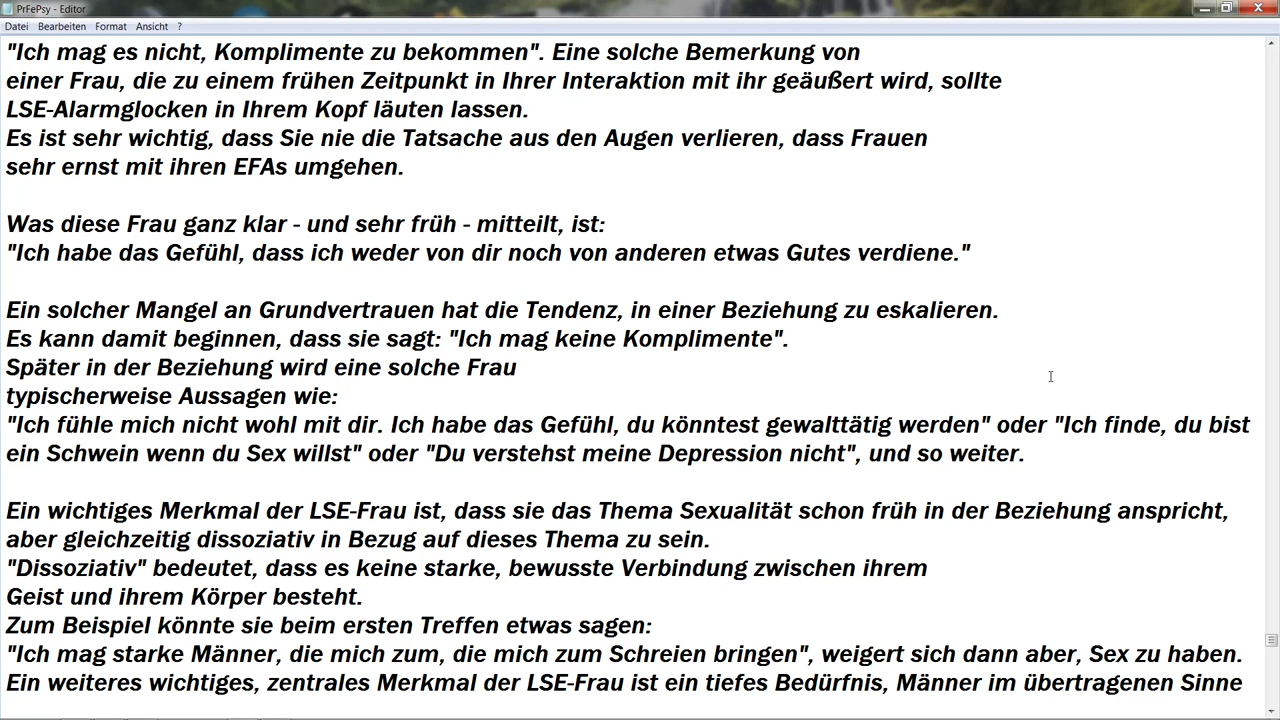 PrFePsy - Editor
Datei Bearbeiten Format Ansicht ?
"Ich mag es nicht, Komplimente zu bekommen". Eine solche Bemerkung von
einer Frau, die zu einem frühen Zeitpunkt in Ihrer Interaktion mit ihr geäußert wird, sollte
LSE-Alarmglocken in Ihrem Kopf läuten lassen.
Es ist sehr wichtig, dass Sie nie die Tatsache aus den Augen verlieren, dass Frauen
sehr ernst mit ihren EFAs umgehen.
Was diese Frau ganz klar - und sehr früh - mitteilt, ist:
"Ich habe das Gefühl, dass ich weder von dir noch von anderen etwas Gutes verdiene."
Ein solcher Mangel an Grundvertrauen hat die Tendenz, in einer Beziehung zu eskalieren.
Es kann damit beginnen, dass sie sagt: "Ich mag keine Komplimente".
Später in der Beziehung wird eine solche Frau
typischerweise Aussagen wie:
"Ich fühle mich nicht wohl mit dir. Ich habe das Gefühl, du könntest gewalttätig werden" oder "Ich finde, du bist
ein Schwein wenn du Sex willst" oder "Du verstehst meine Depression nicht", und so weiter.
Ein wichtiges Merkmal der LSE-Frau ist, dass sie das Thema Sexualität schon früh in der Beziehung anspricht,
aber gleichzeitig dissoziativ in Bezug auf dieses Thema zu sein.
"Dissoziativ" bedeutet, dass es keine starke, bewusste Verbindung zwischen ihrem
Geist und ihrem Körper besteht.
Zum Beispiel könnte sie beim ersten Treffen etwas sagen:
"Ich mag starke Männer, die mich zum, die mich zum Schreien bringen", weigert sich dann aber, Sex zu haben.
Ein weiteres wichtiges, zentrales Merkmal der LSE-Frau ist ein tiefes Bedürfnis, Männer im übertragenen Sinne